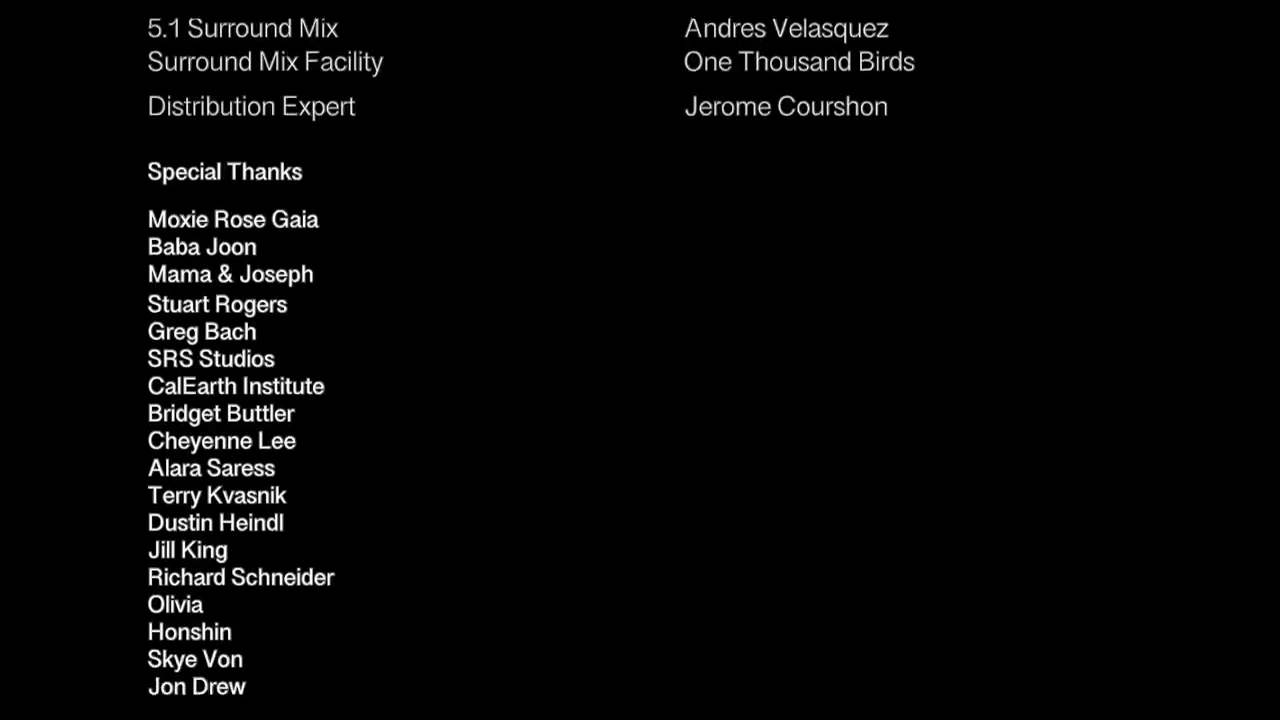 5.1 Surround Mix Andres Velasquez
Surround Mix Facility One Thousand Birds
Distribution Expert Jerome Courshon
Special Thanks
Moxie Rose Gaia
Baba Joon
Mama & Joseph
Stuart Rogers
Greg Bach
SRS Studios
CalEarth Institute
Bridget Buttler
Cheyenne Lee
Alara Saress
Terry Kvasnik
Dustin Heindl
Jill King
Richard Schneider
Olivia
Honshin
Skye Von
Jon Drew